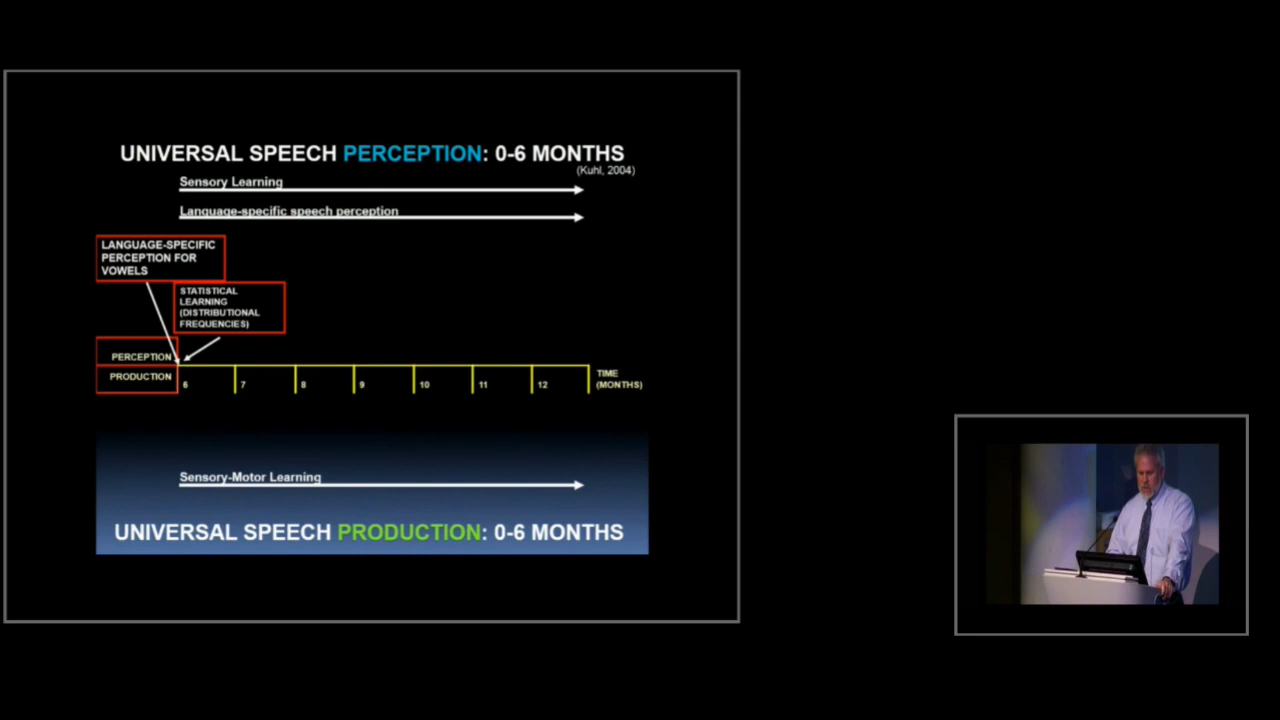 UNIVERSAL SPEECH PERCEPTION: 0-6 MONTHS
(Kuhl, 2004)
Sensory Learning
Language-specific speech perception
LANGUAGE-SPECIFIC
PERCEPTION FOR
VOWELS
STATISTICAL
LEARNING
(DISTRIBUTIONAL
FREQUENCIES)
PERCEPTION
PRODUCTION
6 7 8 9 10 11 12
TIME
(MONTHS)
Sensory-Motor Learning
UNIVERSAL SPEECH PRODUCTION: 0-6 MONTHS